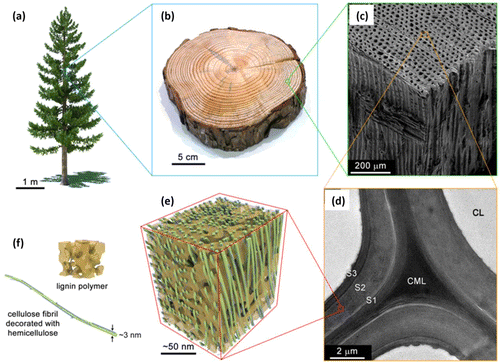 (a)
1 m
(b)
5 cm
(c)
200 μm
(d)
CL
CML
S3
S2
S1
2 μm
(e)
~50 nm
(f)
lignin polymer
cellulose fibril
decorated with
hemicellulose
~3 nm